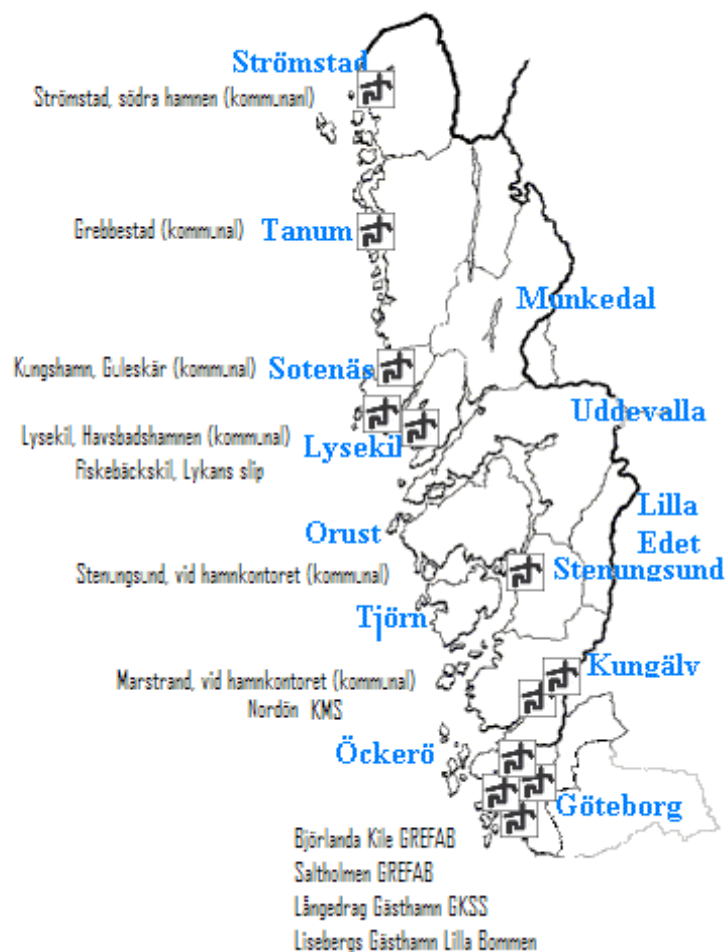 Strömstad
Strömstad, södra hamnen (kommunanl)
Grebbestad (kommunal)
Tanum
Munkedal
Kungshamn, Guleskär (kommunal)
Sotenäs
Uddevalla
Lysekil, Havsbadshamnen (kommunal)
Lysekil
Fiskebäckskil, Lykans slip
Lilla
Edet
Orust
Stenungsund, vid hamnkontoret (kommunal)
Stenungsund
Tjörn
Kungälv
Marstrand, vid hamnkontoret (kommunal)
Nordön KMS
Öckerö
Göteborg
Björlanda Kile GREFAB
Saltholmen GREFAB
Långedrag Gästhamn GKSS
Lisebergs Gästhamn Lilla Bommen